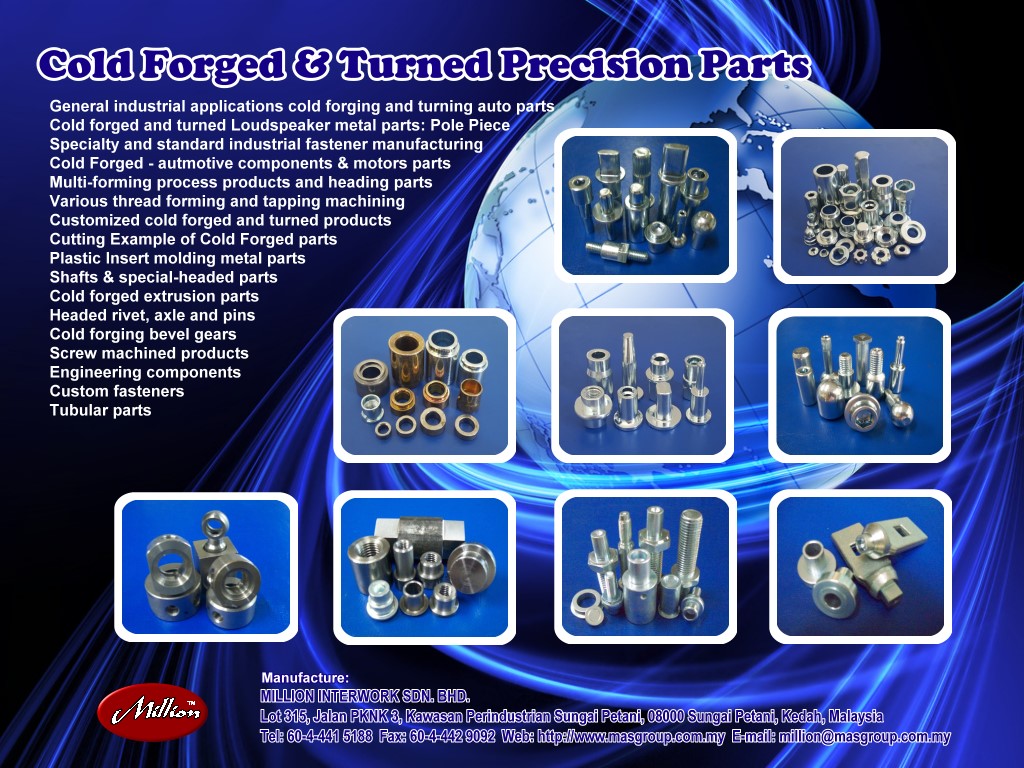 Cold Forged & Turned Precision Parts
General industrial applications cold forging and turning auto parts
Cold forged and turned Loudspeaker metal parts: Pole Piece
Specialty and standard industrial fastener manufacturing
Cold Forged - autmotive components & motors parts
Multi-forming process products and heading parts
Various thread forming and tapping machining
Customized cold forged and turned products
Cutting Example of Cold Forged parts
Plastic Insert molding metal parts
Shafts & special-headed parts
Cold forged extrusion parts
Headed rivet, axle and pins
Cold forging bevel gears
Screw machined products
Engineering components
Custom fasteners
Tubular parts
Manufacture:
MILLION INTERWORK SDN. BHD.
Lot 315, Jalan PKNK 3, Kawasan Perindustrian Sungai Petani, 08000 Sungai Petani, Kedah, Malaysia
Tel: 60-4-441 5188 Fax: 60-4-442 9092 Web: http://www.masgroup.com.my E-mail: million@masgroup.com.my
Million™